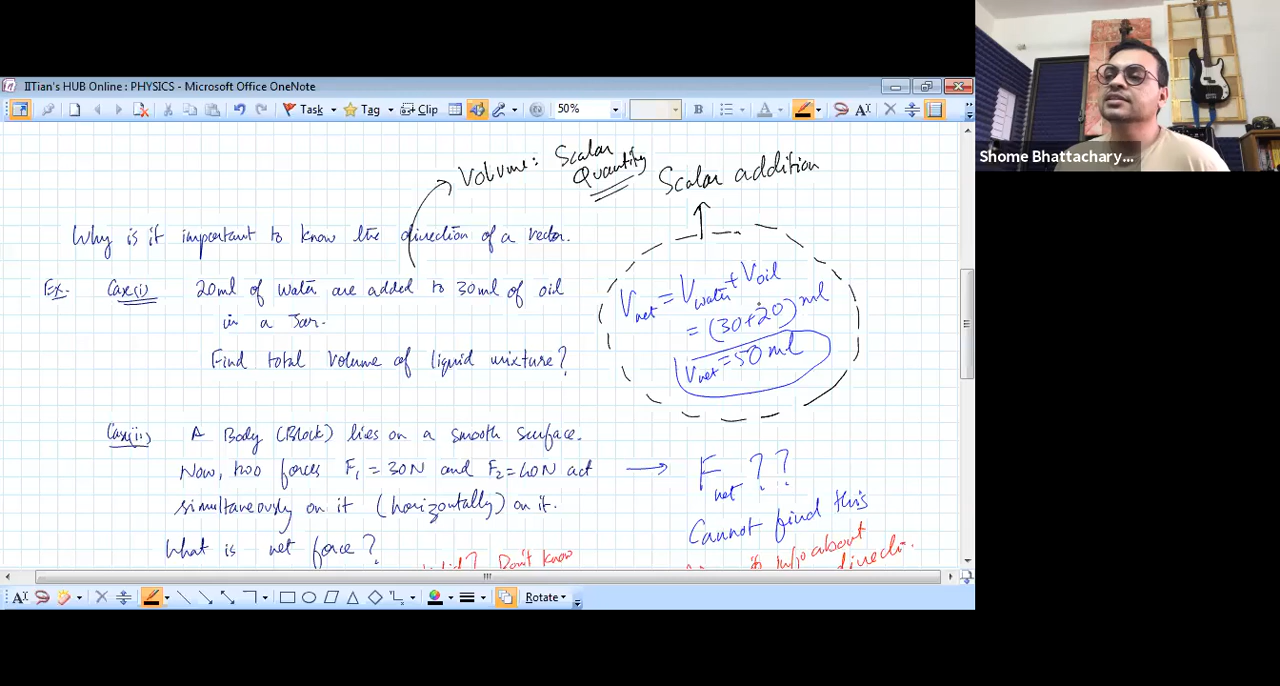 IITian's HUB Online : PHYSICS - Microsoft Office OneNote
Task Tag Clip 50% B A A
Shome Bhattachary...
Volume: Scalar Quantity
Scalar addition
Why is it important to know the direction of a vector.
Ex. Case(i) 20ml of water are added to 30ml of oil
in a Jar.
Find total volume of liquid mixture?
Vnet = Vwater + Voil
= (30+20) ml
Vnet = 50 ml
Case(ii) A Body (Block) lies on a smooth surface.
Now, two forces F1 = 30N and F2 = 40N act
simultaneously on it (horizontally) on it.
What is net force?
Fnet ??
Cannot find this
info about
directi
Don't know
Rotate